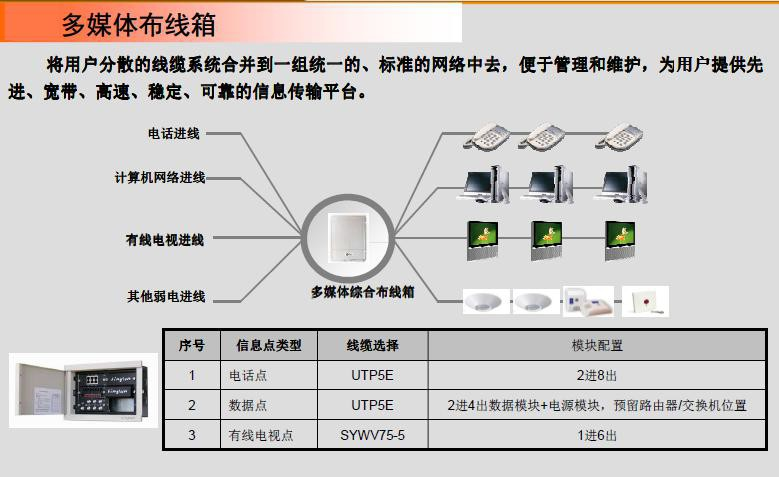 多媒体布线箱
将用户分散的线缆系统合并到一组统一的、标准的网络中去，便于管理和维护，为用户提供先
进、宽带、高速、稳定、可靠的信息传输平台。
电话进线
计算机网络进线
有线电视进线
其他弱电进线
多媒体综合布线箱
序号 信息点类型 线缆选择 模块配置
1 电话点 UTP5E 2进8出
2 数据点 UTP5E 2进4出数据模块+电源模块，预留路由器/交换机位置
3 有线电视点 SYWV75-5 1进6出